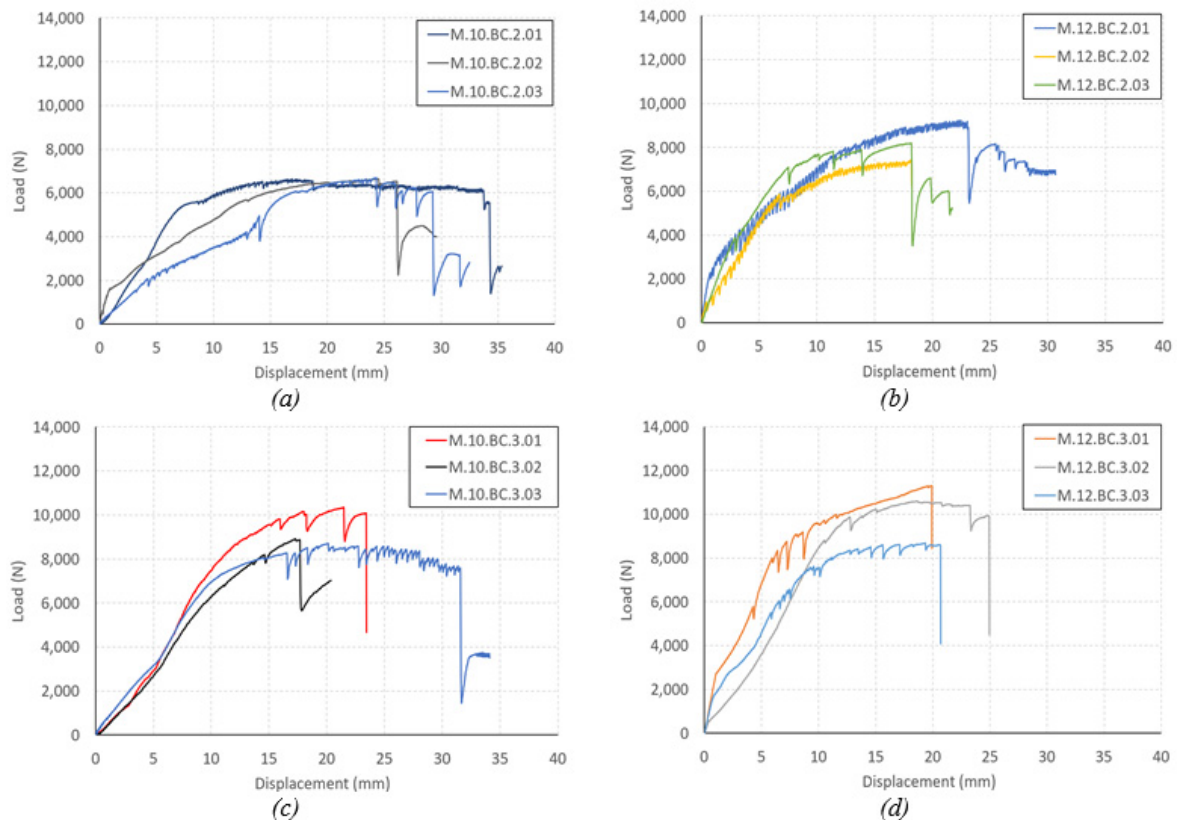 14,000
12,000
10,000
8,000
6,000
4,000
2,000
0
Load (N)
M.10.BC.2.01
M.10.BC.2.02
M.10.BC.2.03
0 5 10 15 20 25 30 35 40
Displacement (mm)
(a)
14,000
12,000
10,000
8,000
6,000
4,000
2,000
0
Load (N)
M.12.BC.2.01
M.12.BC.2.02
M.12.BC.2.03
0 5 10 15 20 25 30 35 40
Displacement (mm)
(b)
14,000
12,000
10,000
8,000
6,000
4,000
2,000
0
Load (N)
M.10.BC.3.01
M.10.BC.3.02
M.10.BC.3.03
0 5 10 15 20 25 30 35 40
Displacement (mm)
(c)
14,000
12,000
10,000
8,000
6,000
4,000
2,000
0
Load (N)
M.12.BC.3.01
M.12.BC.3.02
M.12.BC.3.03
0 5 10 15 20 25 30 35 40
Displacement (mm)
(d)